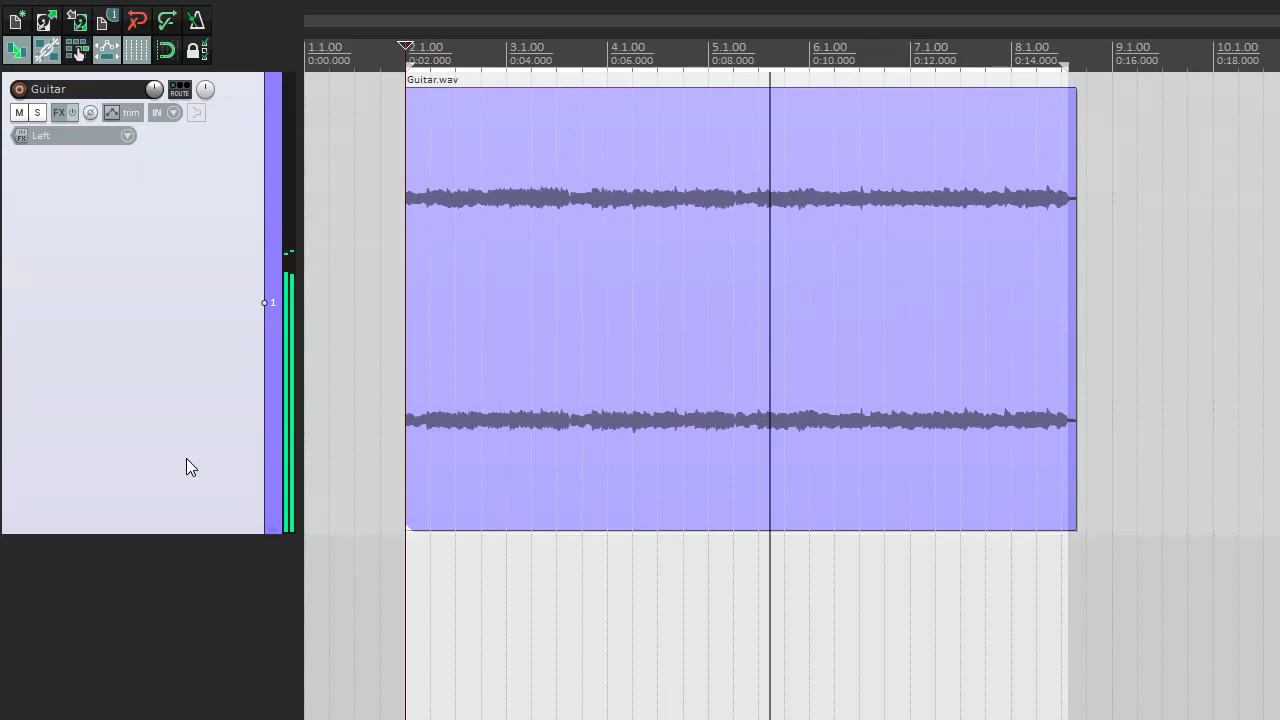 1.1.00 2.1.00 3.1.00 4.1.00 5.1.00 6.1.00 7.1.00 8.1.00 9.1.00 10.1.00
0:00.000 0:02.000 0:04.000 0:06.000 0:08.000 0:10.000 0:12.000 0:14.000 0:16.000 0:18.000
Guitar.wav
Guitar
ROUTE
M S FX trim IN
IN FX Left
1